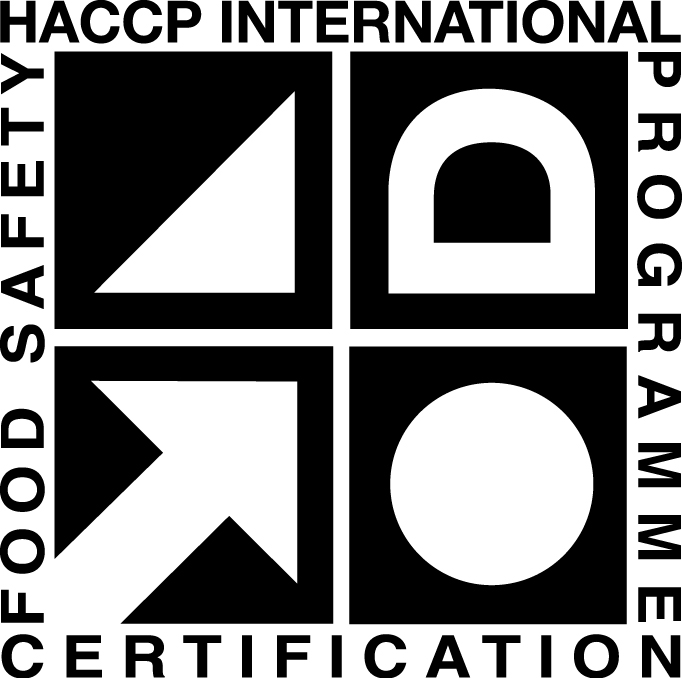 HACCP INTERNATIONAL
FOOD SAFETY
PROGRAMME
CERTIFICATION